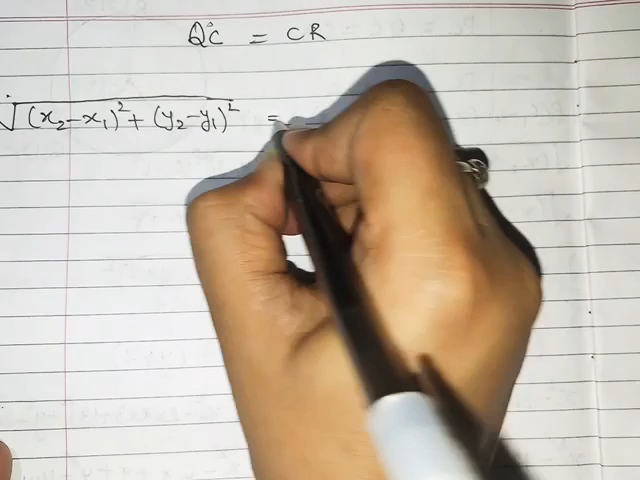 QC = CR
√(x₂-x₁)² + (y₂-y₁)² =